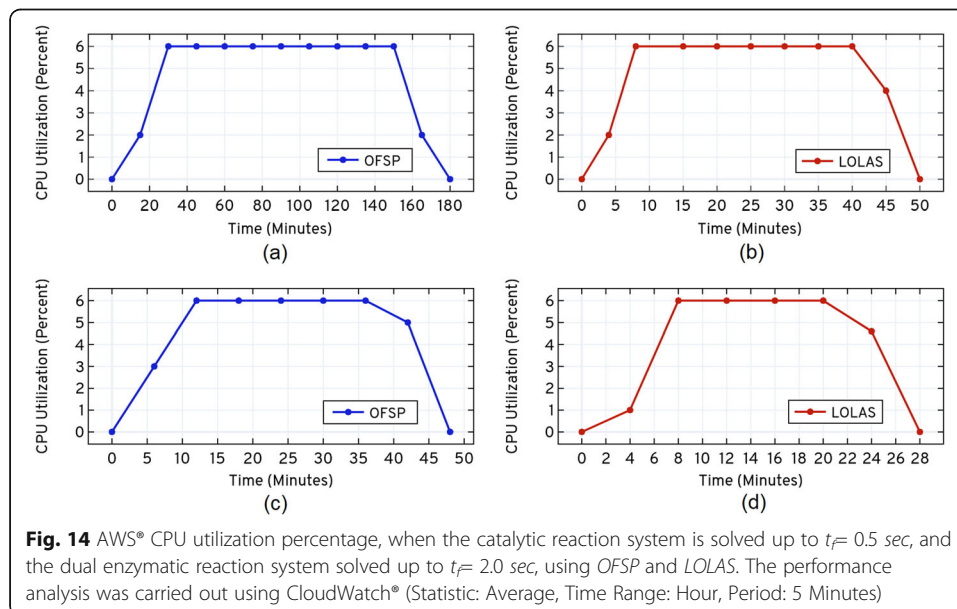 CPU Utilization (Percent)
6
5
4
3
2
1
0
OFSP
0 20 40 60 80 100 120 140 160 180
Time (Minutes)
(a)
CPU Utilization (Percent)
6
5
4
3
2
1
0
LOLAS
0 5 10 15 20 25 30 35 40 45 50
Time (Minutes)
(b)
CPU Utilization (Percent)
6
5
4
3
2
1
0
OFSP
0 5 10 15 20 25 30 35 40 45 50
Time (Minutes)
(c)
CPU Utilization (Percent)
6
5
4
3
2
1
0
LOLAS
0 2 4 6 8 10 12 14 16 18 20 22 24 26 28
Time (Minutes)
(d)
Fig. 14 AWS® CPU utilization percentage, when the catalytic reaction system is solved up to tf= 0.5 sec, and
the dual enzymatic reaction system solved up to tf= 2.0 sec, using OFSP and LOLAS. The performance
analysis was carried out using CloudWatch® (Statistic: Average, Time Range: Hour, Period: 5 Minutes)